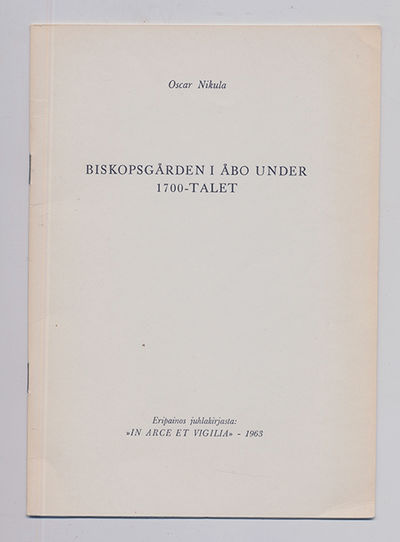 Oscar Nikula
BISKOPSGÅRDEN I ÅBO UNDER
1700-TALET
Eripainos juhlakirjasta:
»IN ARCE ET VIGILIA» - 1963